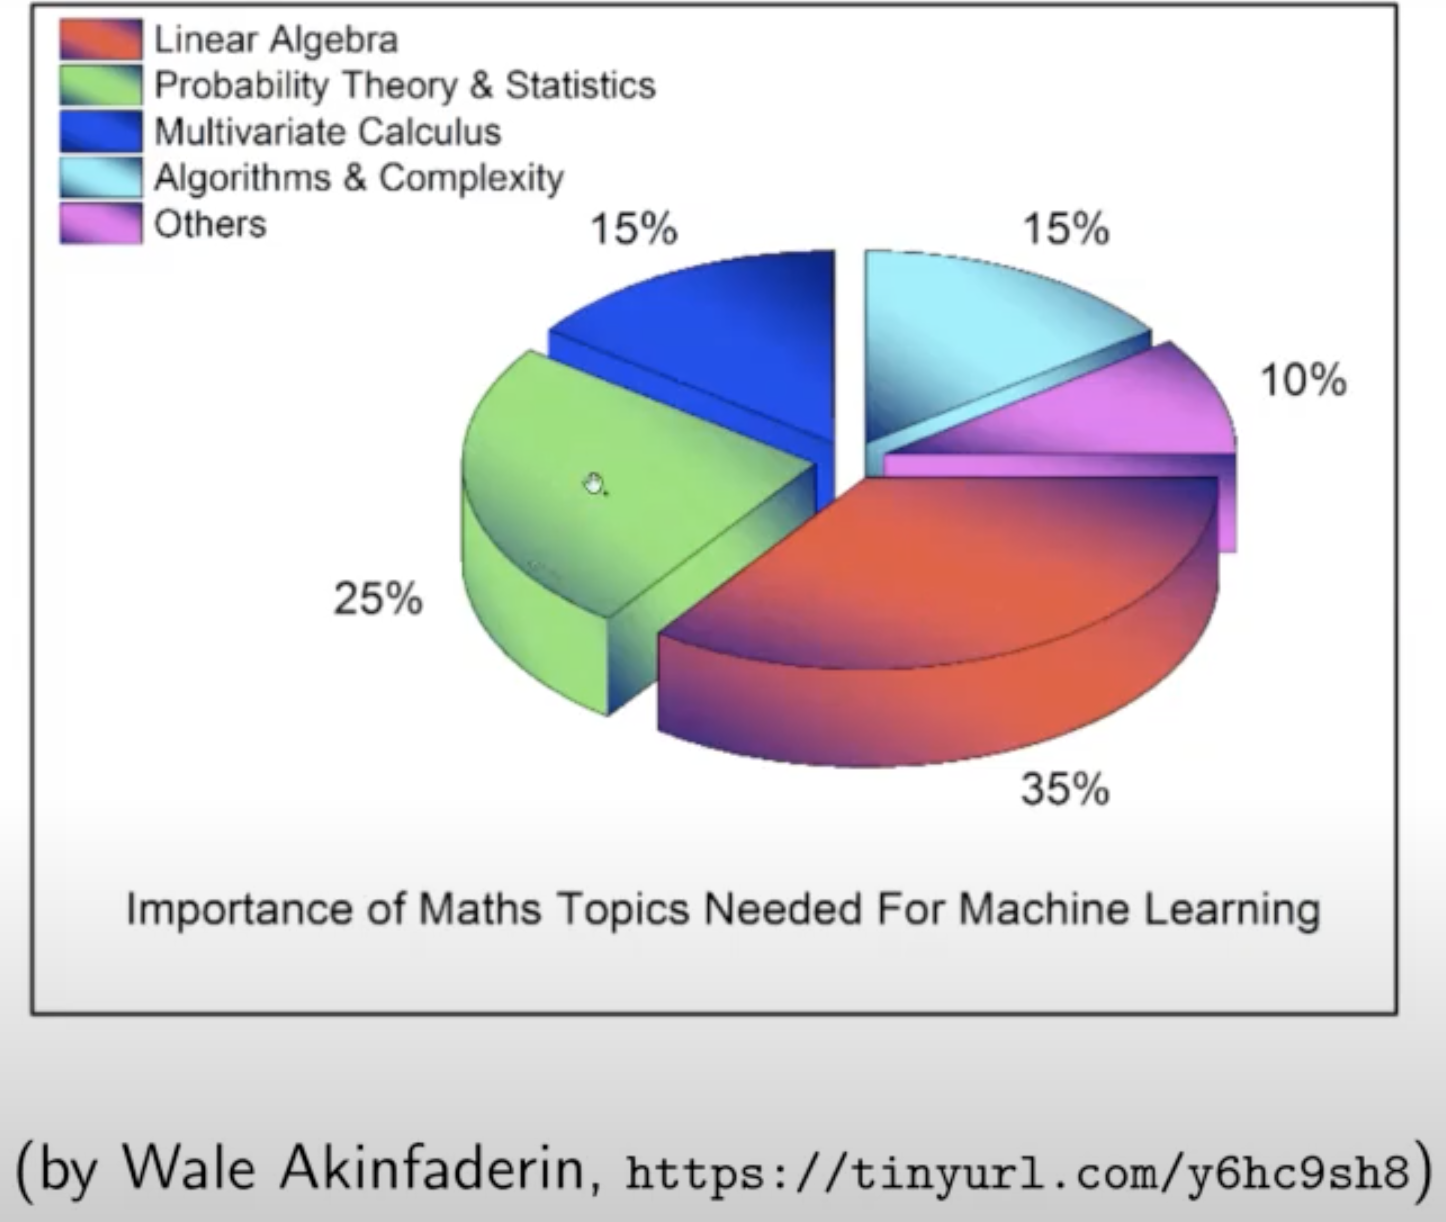 Linear Algebra
Probability Theory & Statistics
Multivariate Calculus
Algorithms & Complexity
Others
15%
15%
10%
25%
35%
Importance of Maths Topics Needed For Machine Learning
(by Wale Akinfaderin, https://tinyurl.com/y6hc9sh8)